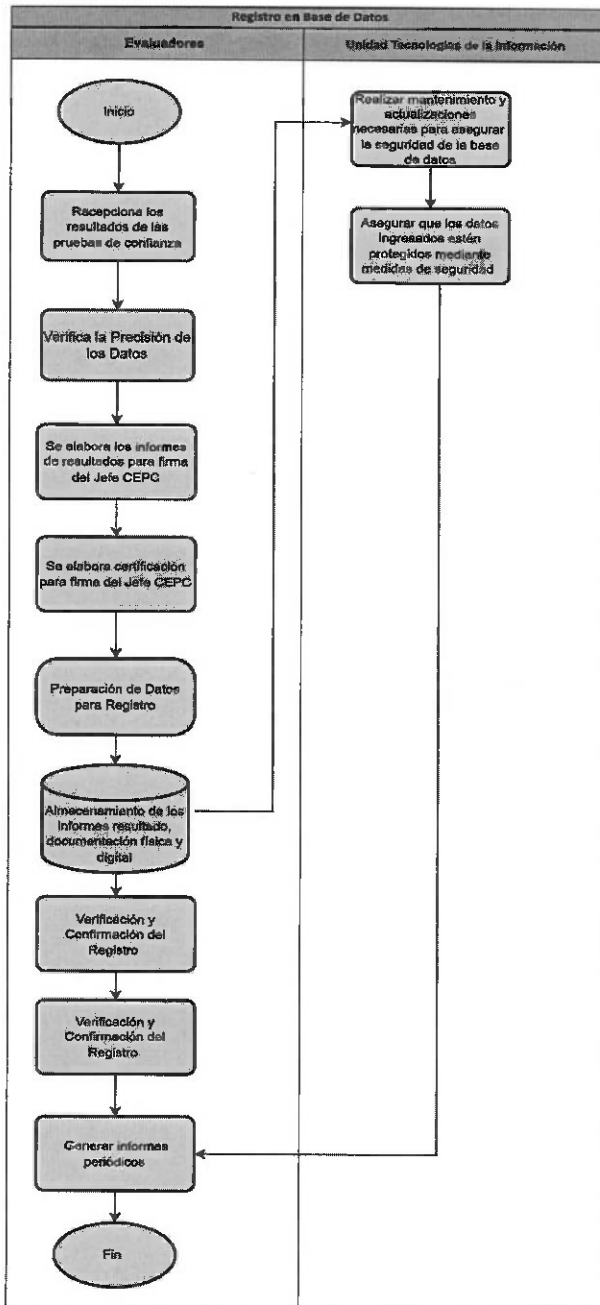 Registro en Base de Datos
Evaluadores
Unidad Tecnologías de la Información
Inicio
Recepciona los
resultados de las
pruebas de confianza
Verifica la Precisión de
los Datos
Se elabora los informes
de resultados para firma
del Jefe CEPC
Se elabora certificación
para firma del Jefe CEPC
Preparación de Datos
para Registro
Almacenamiento de los
informes resultado,
documentación física y
digital
Verificación y
Confirmación del
Registro
Verificación y
Confirmación del
Registro
Generar informes
periódicos
Fin
Realizar mantenimiento y
actualizaciones
necesarias para asegurar
la seguridad de la base
de datos
Asegurar que los datos
ingresados estén
protegidos mediante
medidas de seguridad